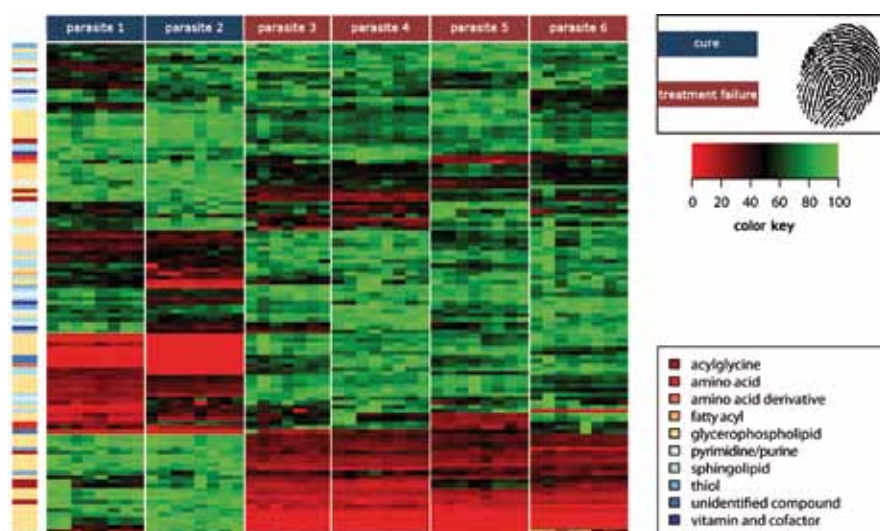 parasite 1 parasite 2 parasite 3 parasite 4 parasite 5 parasite 6
cure
treatment failure
0 20 40 60 80 100
color key
acylglycine
amino acid
amino acid derivative
fatty acyl
glycerophospholipid
pyrimidine/purine
sphingolipid
thiol
unidentified compound
vitamin and cofactor